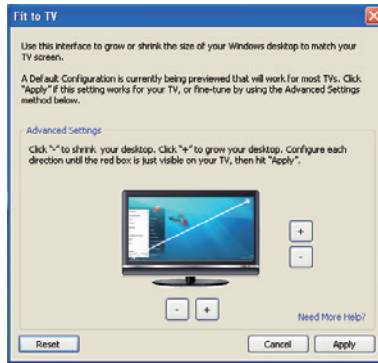 Fit to TV
Use this interface to grow or shrink the size of your Windows desktop to match your
TV screen.
A Default Configuration is currently being previewed that will work for most TVs. Click
"Apply" if this setting works for your TV, or fine-tune by using the Advanced Settings
method below.
Advanced Settings
Click "-" to shrink your desktop. Click "+" to grow your desktop. Configure each
direction until the red box is just visible on your TV, then hit "Apply".
+
-
- +
Need More Help?
Reset Cancel Apply